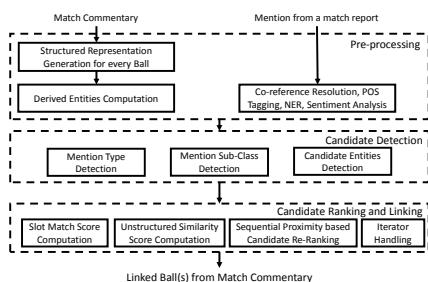 Match Commentary
Mention from a match report
Pre-processing
Structured Representation
Generation for every Ball
Derived Entities Computation
Co-reference Resolution, POS
Tagging, NER, Sentiment Analysis
Candidate Detection
Mention Type
Detection
Mention Sub-Class
Detection
Candidate Entities
Detection
Candidate Ranking and Linking
Slot Match Score
Computation
Unstructured Similarity
Score Computation
Sequential Proximity based
Candidate Re-Ranking
Iterator
Handling
Linked Ball(s) from Match Commentary